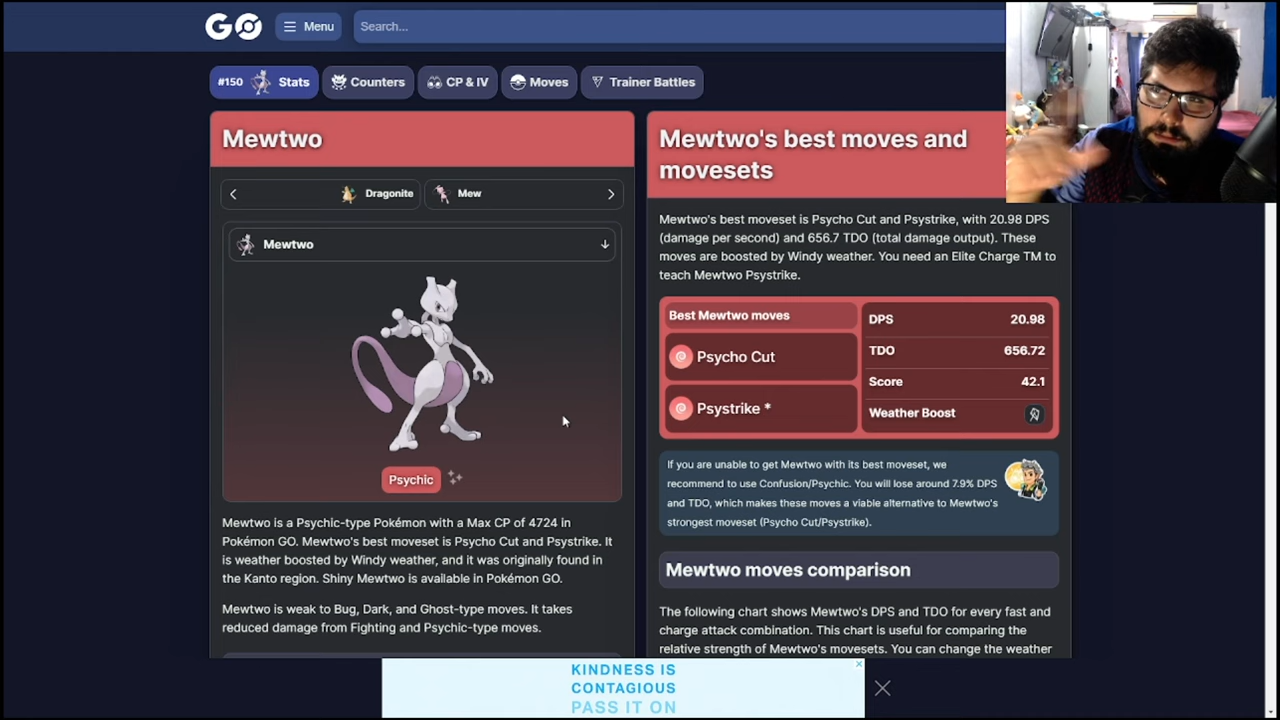 GO
Menu
Search...
#150
Stats
Counters
CP & IV
Moves
Trainer Battles
Mewtwo
Dragonite
Mew
Mewtwo
Psychic
Mewtwo is a Psychic-type Pokémon with a Max CP of 4724 in
Pokémon GO. Mewtwo's best moveset is Psycho Cut and Psystrike. It
is weather boosted by Windy weather, and it was originally found in
the Kanto region. Shiny Mewtwo is available in Pokémon GO.
Mewtwo is weak to Bug, Dark, and Ghost-type moves. It takes
reduced damage from Fighting and Psychic-type moves.
Mewtwo's best moves and
movesets
Mewtwo's best moveset is Psycho Cut and Psystrike, with 20.98 DPS
(damage per second) and 656.7 TDO (total damage output). These
moves are boosted by Windy weather. You need an Elite Charge TM to
teach Mewtwo Psystrike.
Best Mewtwo moves
Psycho Cut
Psystrike *
DPS 20.98
TDO 656.72
Score 42.1
Weather Boost
If you are unable to get Mewtwo with its best moveset, we
recommend to use Confusion/Psychic. You will lose around 7.9% DPS
and TDO, which makes these moves a viable alternative to Mewtwo's
strongest moveset (Psycho Cut/Psystrike).
Mewtwo moves comparison
The following chart shows Mewtwo's DPS and TDO for every fast and
charge attack combination. This chart is useful for comparing the
relative strength of Mewtwo's movesets. You can change the weather
KINDNESS IS
CONTAGIOUS
PASS IT ON